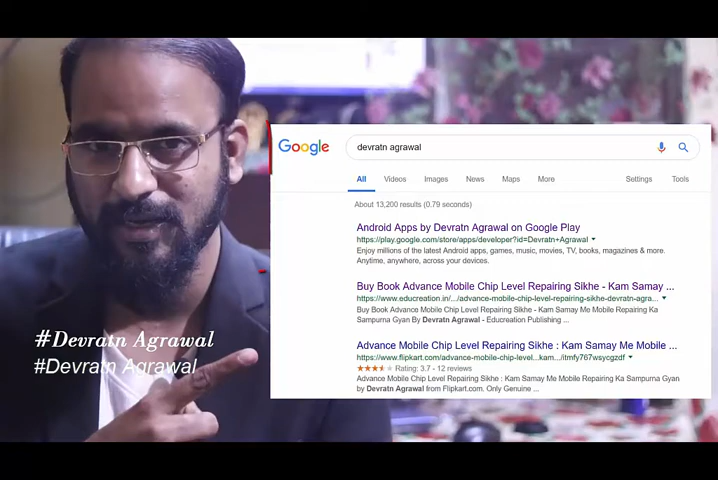 #Devratn Agrawal
#Devratn Agrawal
Google
devratn agrawal
All Videos Images News Maps More Settings Tools
About 13,200 results (0.79 seconds)
Android Apps by Devratn Agrawal on Google Play
https://play.google.com/store/apps/developer?id=Devratn+Agrawal
Enjoy millions of the latest Android apps, games, music, movies, TV, books, magazines & more.
Anytime, anywhere, across your devices.
Buy Book Advance Mobile Chip Level Repairing Sikhe - Kam Samay ...
https://www.educreation.in/.../advance-mobile-chip-level-repairing-sikhe-devratn-agra...
Buy Book Advance Mobile Chip Level Repairing Sikhe - Kam Samay Me Mobile Repairing Ka
Sampurna Gyan By Devratn Agrawal - Educreation Publishing ...
Advance Mobile Chip Level Repairing Sikhe : Kam Samay Me Mobile ...
https://www.flipkart.com/advance-mobile-chip-level...kam.../itmfy767wsycgzdf
Rating: 3.7 - 12 reviews
Advance Mobile Chip Level Repairing Sikhe : Kam Samay Me Mobile Repairing Ka Sampurna Gyan
by Devratn Agrawal from Flipkart.com. Only Genuine ...